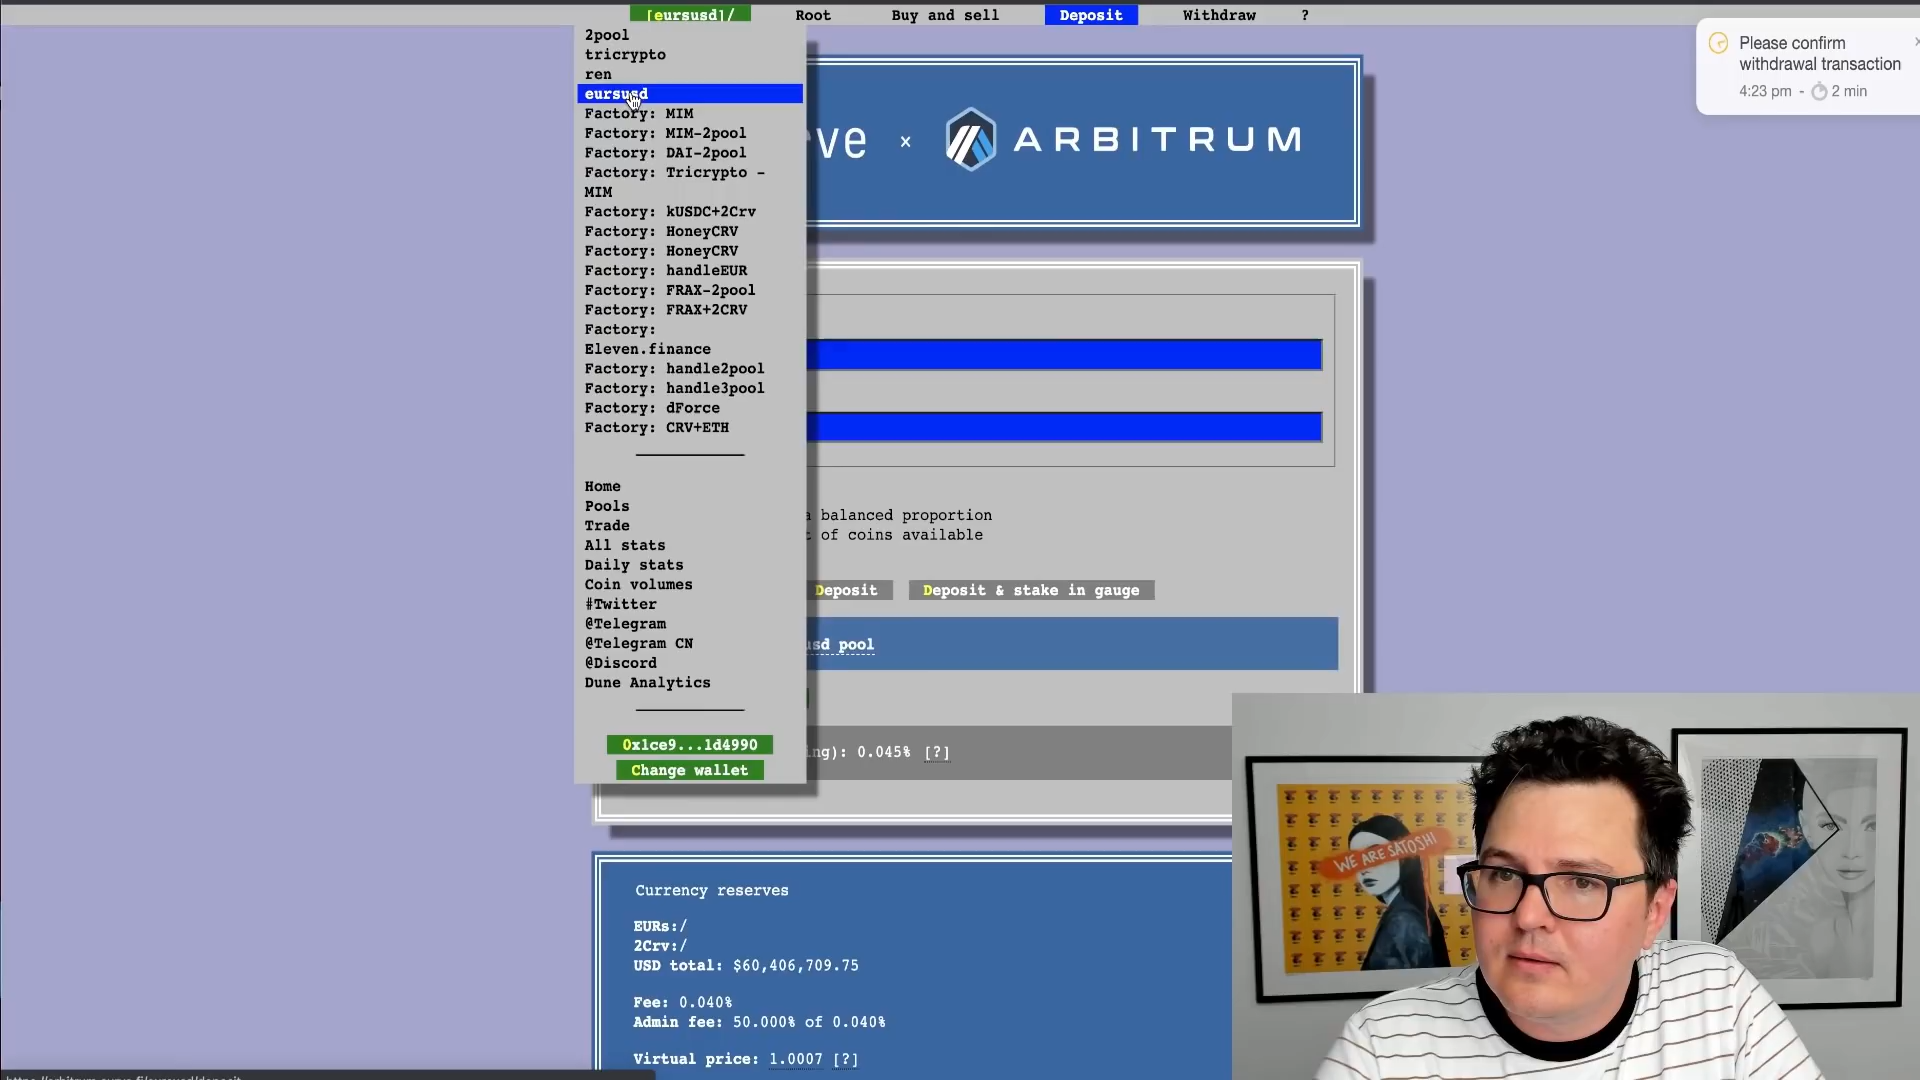 [eursusd]/ Root Buy and sell Deposit Withdraw ?
Please confirm
withdrawal transaction
4:23 pm - 2 min
2pool
tricrypto
ren
eursusd
Factory: MIM
Factory: MIM-2pool
Factory: DAI-2pool
Factory: Tricrypto -
MIM
Factory: kUSDC+2Crv
Factory: HoneyCRV
Factory: HoneyCRV
Factory: handleEUR
Factory: FRAX-2pool
Factory: FRAX+2CRV
Factory:
Eleven.finance
Factory: handle2pool
Factory: handle3pool
Factory: dForce
Factory: CRV+ETH
Home
Pools
Trade
All stats
Daily stats
Coin volumes
#Twitter
@Telegram
@Telegram CN
@Discord
Dune Analytics
0x1ce9...1d4990
Change wallet
ve × ARBITRUM
a balanced proportion
of coins available
Deposit Deposit & stake in gauge
usd pool
ing): 0.045% [?]
Currency reserves
EURs:/
2Crv:/
USD total: $60,406,709.75
Fee: 0.040%
Admin fee: 50.000% of 0.040%
Virtual price: 1.0007 [?]
WE ARE SATOSHI